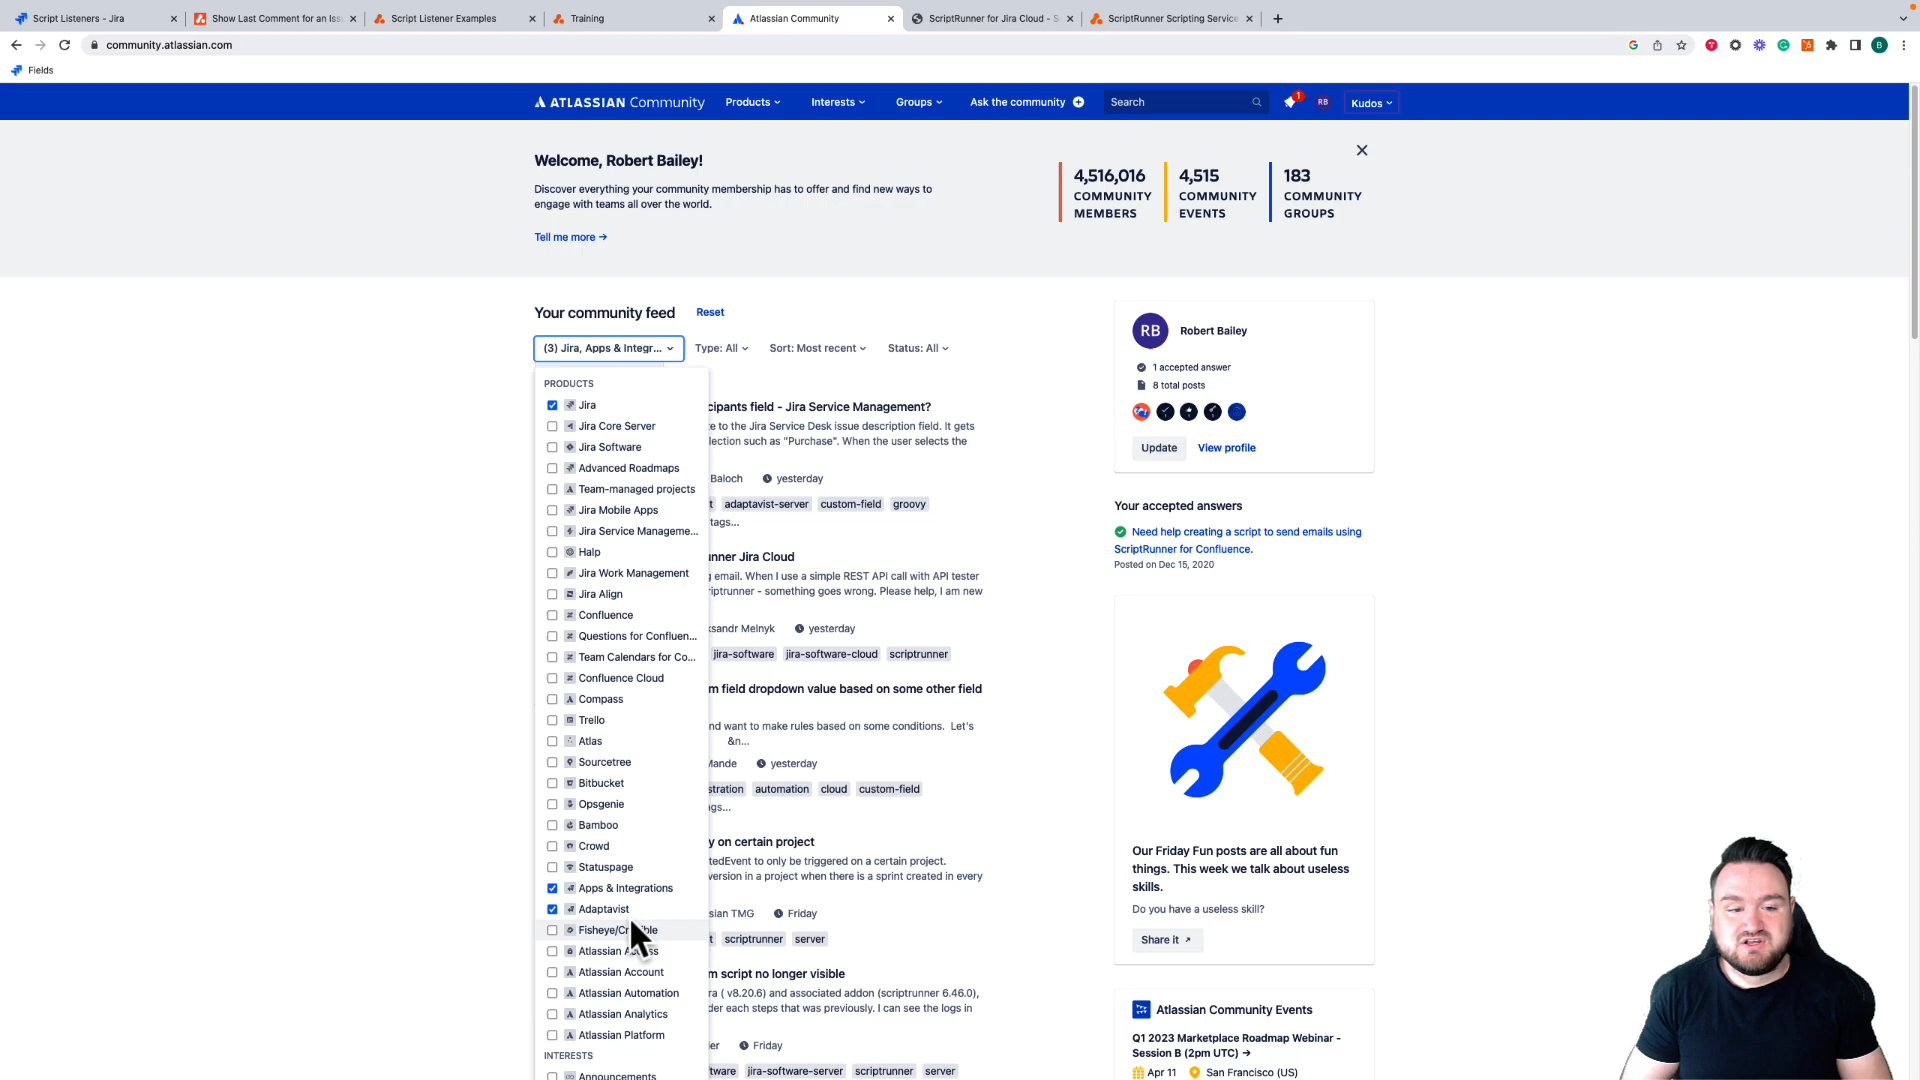 Script Listeners - Jira
Show Last Comment for an Iss
Script Listener Examples
Training
Atlassian Community
ScriptRunner for Jira Cloud - S
ScriptRunner Scripting Service
community.atlassian.com
B
Fields
ATLASSIAN Community
Products
Interests
Groups
Ask the community
Search
1
RB
Kudos
Welcome, Robert Bailey!
Discover everything your community membership has to offer and find new ways to
engage with teams all over the world.
Tell me more →
4,516,016
COMMUNITY
MEMBERS
4,515
COMMUNITY
EVENTS
183
COMMUNITY
GROUPS
Your community feed
Reset
(3) Jira, Apps & Integr...
Type: All
Sort: Most recent
Status: All
PRODUCTS
Jira
Jira Core Server
Jira Software
Advanced Roadmaps
Team-managed projects
Jira Mobile Apps
Jira Service Manageme...
Halp
Jira Work Management
Jira Align
Confluence
Questions for Confluen...
Team Calendars for Co...
Confluence Cloud
Compass
Trello
Atlas
Sourcetree
Bitbucket
Opsgenie
Bamboo
Crowd
Statuspage
Apps & Integrations
Adaptavist
Atlassian
Atlassian Account
Atlassian Automation
Atlassian Analytics
Atlassian Platform
INTERESTS
Announcements
cipants field - Jira Service Management?
te to the Jira Service Desk issue description field. It gets
lection such as "Purchase". When the user selects the
Baloch
yesterday
t
adaptavist-server
custom-field
groovy
tags...
unner Jira Cloud
g email. When I use a simple REST API call with API tester
riptrunner - something goes wrong. Please help, I am new
ksandr Melnyk
yesterday
jira-software
jira-software-cloud
scriptrunner
m field dropdown value based on some other field
nd want to make rules based on some conditions. Let's
&n...
Mande
yesterday
stration
automation
cloud
custom-field
ags...
y on certain project
tedEvent to only be triggered on a certain project.
version in a project when there is a sprint created in every
sian TMG
Friday
t
scriptrunner
server
m script no longer visible
ra ( v8.20.6) and associated addon (scriptrunner 6.46.0),
der each steps that was previously. I can see the logs in
ier
Friday
tware
jira-software-server
scriptrunner
server
RB
Robert Bailey
1 accepted answer
8 total posts
Update
View profile
Your accepted answers
Need help creating a script to send emails using
ScriptRunner for Confluence.
Posted on Dec 15, 2020
Our Friday Fun posts are all about fun
things. This week we talk about useless
skills.
Do you have a useless skill?
Share it ↗
Atlassian Community Events
Q1 2023 Marketplace Roadmap Webinar -
Session B (2pm UTC) →
Apr 11
San Francisco (US)